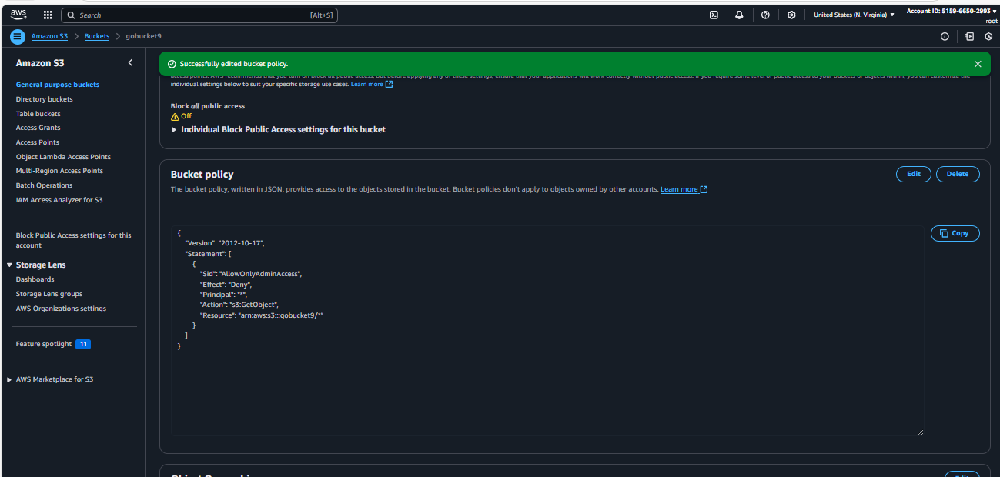 aws
Search
[Alt+S]
United States (N. Virginia)
Account ID: 5159-6650-2993
root
Amazon S3
Buckets
gobucket9
Amazon S3
General purpose buckets
Directory buckets
Table buckets
Access Grants
Access Points
Object Lambda Access Points
Multi-Region Access Points
Batch Operations
IAM Access Analyzer for S3
Block Public Access settings for this
account
Storage Lens
Dashboards
Storage Lens groups
AWS Organizations settings
Feature spotlight 11
AWS Marketplace for S3
Successfully edited bucket policy.
individual settings below to suit your specific storage use cases. Learn more
Block all public access
Off
Individual Block Public Access settings for this bucket
Bucket policy
Edit
Delete
The bucket policy, written in JSON, provides access to the objects stored in the bucket. Bucket policies don't apply to objects owned by other accounts. Learn more
Copy
{
"Version": "2012-10-17",
"Statement": [
{
"Sid": "AllowOnlyAdminAccess",
"Effect": "Deny",
"Principal": "*",
"Action": "s3:GetObject",
"Resource": "arn:aws:s3:::gobucket9/*"
}
]
}